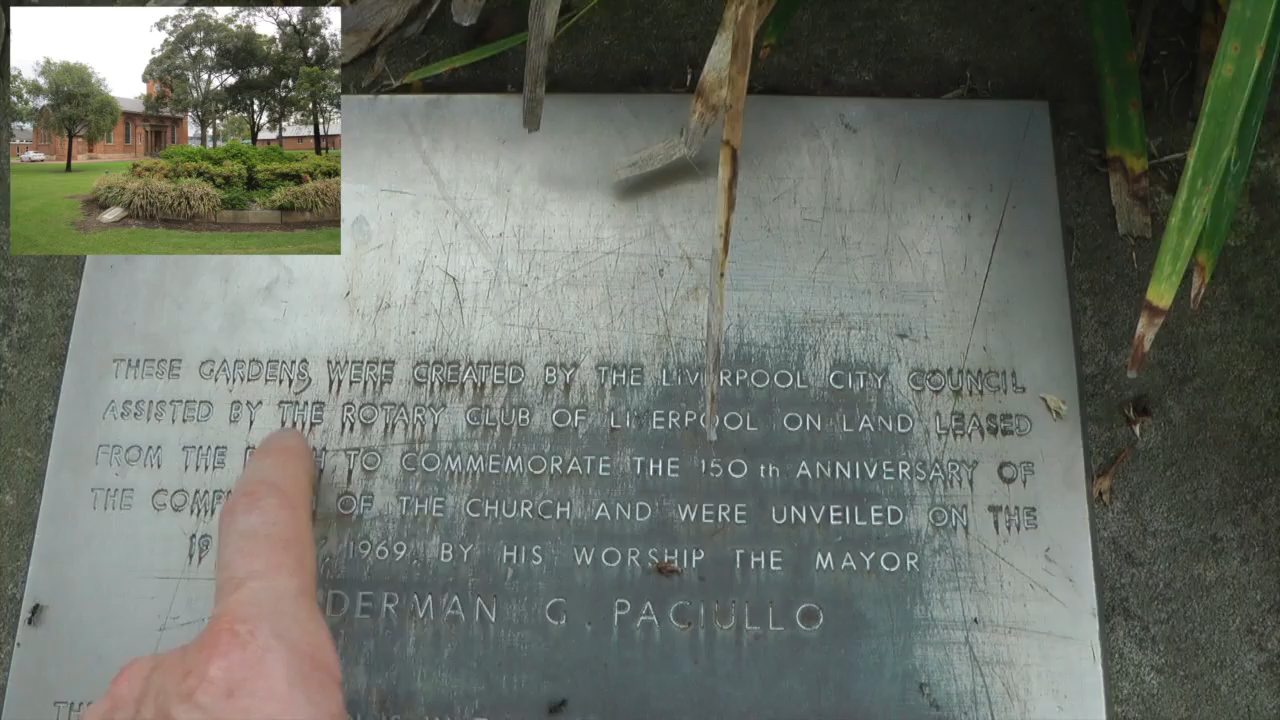 THESE GARDENS WERE CREATED BY THE LIVERPOOL CITY COUNCIL
ASSISTED BY THE ROTARY CLUB OF LIVERPOOL ON LAND LEASED
FROM THE TO COMMEMORATE THE 150th ANNIVERSARY OF
THE OF THE CHURCH AND WERE UNVEILED ON THE
1969. BY HIS WORSHIP THE MAYOR
G. PACIULLO